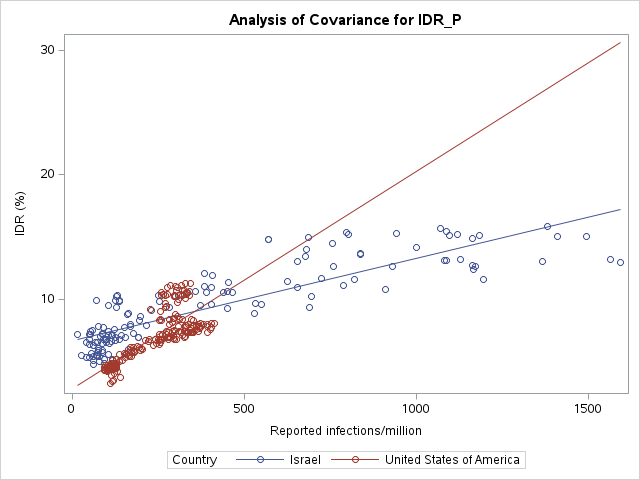 Analysis of Covariance for IDR_P
30
20
10
IDR (%)
0
500
1000
1500
Reported infections/million
Country Israel United States of America